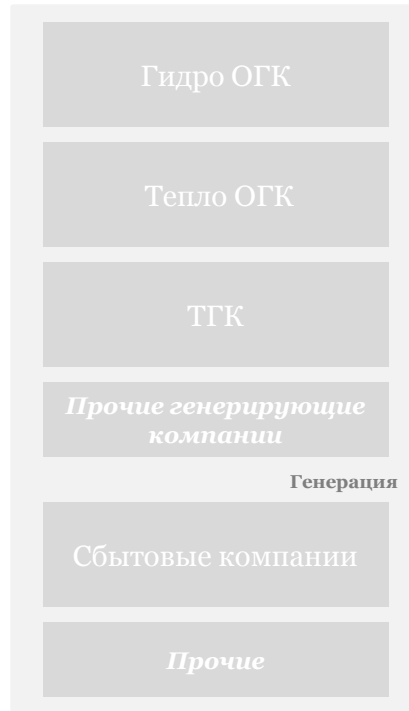 Гидро ОГК
Тепло ОГК
ТГК
Прочие генерирующие
компании
Генерация
Сбытовые компании
Прочие